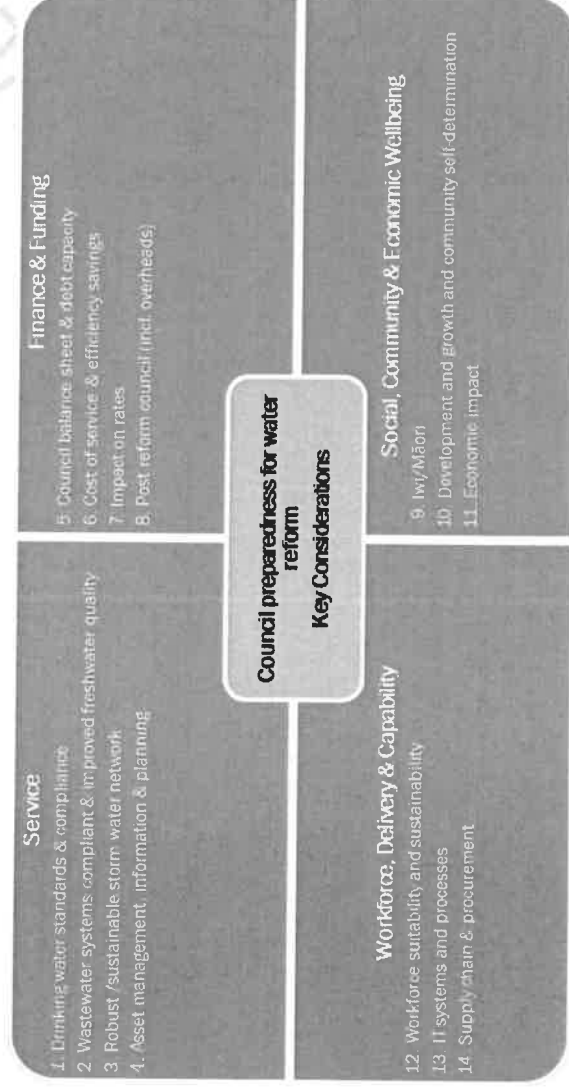 Service
1. Drinking water standards & compliance
2 Wastewater systems compliant & improved freshwater quality
3 Robust /sustainable storm water network
4. Asset management, information & planning
Finance & Funding
5 Council balance sheet & debt capacity
6. Cost of service & efficiency savings
7 Impact on rates
8. Post reform council (incl. overheads)
Council preparedness for water
reform
Key Considerations
Social, Community & Economic Wellbeing
9. Iwi/Māori
10 Development and growth and community self-determination
11. Economic impact
Workforce, Delivery & Capability
12 Workforce suitability and sustainability
13 IT systems and processes
14 Supply chain & procurement